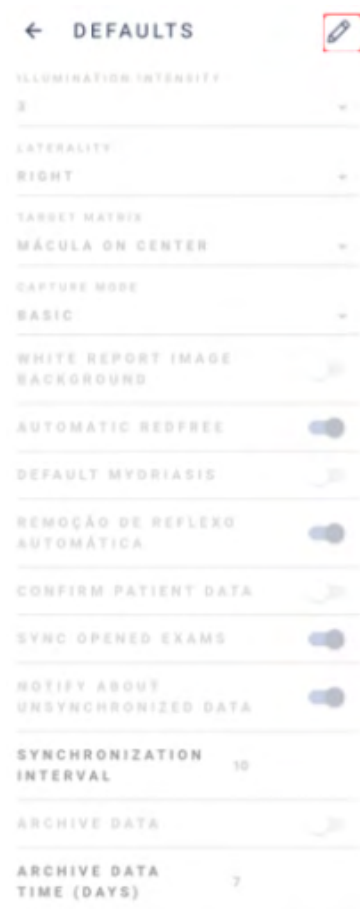 DEFAULTS
ILLUMINATION INTENSITY
3
LATERALITY
RIGHT
TARGET MATRIX
MÁCULA ON CENTER
CAPTURE MODE
BASIC
WHITE REPORT IMAGE
BACKGROUND
AUTOMATIC REDFREE
DEFAULT MYDRIASIS
REMOÇÃO DE REFLEXO
AUTOMÁTICA
CONFIRM PATIENT DATA
SYNC OPENED EXAMS
NOTIFY ABOUT
UNSYNCHRONIZED DATA
SYNCHRONIZATION
INTERVAL
10
ARCHIVE DATA
ARCHIVE DATA
TIME (DAYS)
7